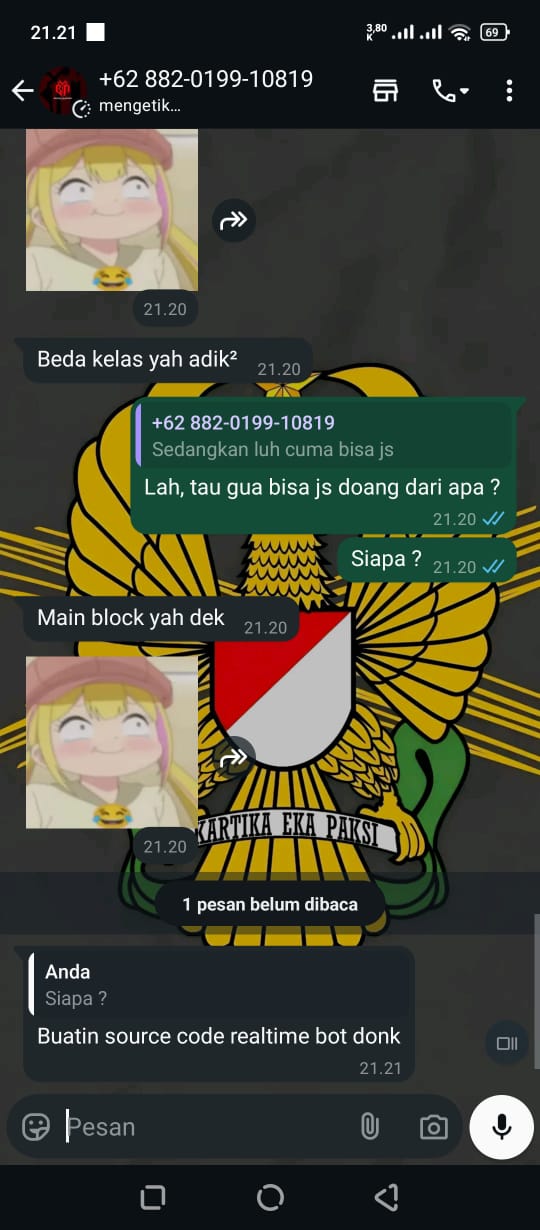 21.21
3,80
K
69
+62 882-0199-10819
mengetik...
21.20
Beda kelas yah adik²
21.20
+62 882-0199-10819
Sedangkan luh cuma bisa js
Lah, tau gua bisa js doang dari apa ?
21.20
Siapa ?
21.20
Main block yah dek
21.20
KARTIKA EKA PAKSI
21.20
1 pesan belum dibaca
Anda
Siapa ?
Buatin source code realtime bot donk
21.21
Pesan